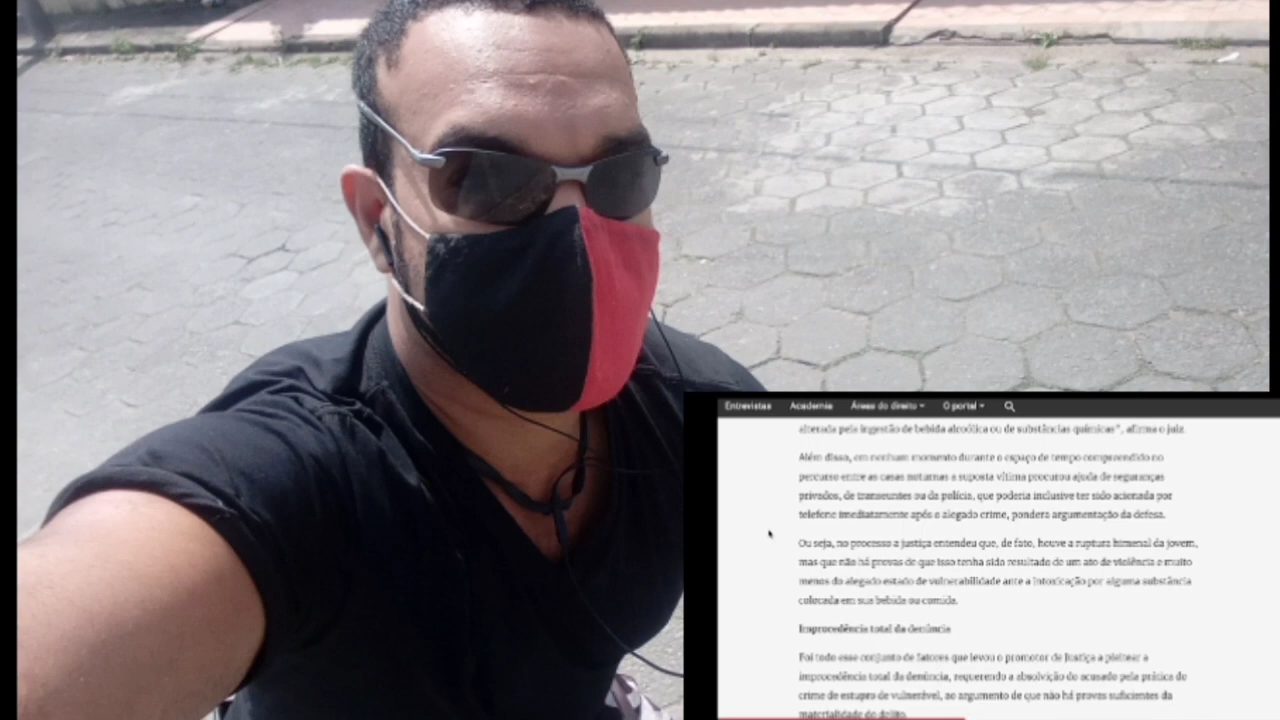 Entrevistas Academia Áreas do direito O portal
alterada pela ingestão de bebida alcoólica ou de substâncias químicas", afirma o juiz.
Além disso, em nenhum momento durante o espaço de tempo compreendido no
percurso entre as casas noturnas a suposta vítima procurou ajuda de seguranças
privados, de transeuntes ou da polícia, que poderia inclusive ter sido acionada por
telefone imediatamente após o alegado crime, pondera argumentação da defesa.
Ou seja, no processo a justiça entendeu que, de fato, houve a ruptura himenal da jovem,
mas que não há provas de que isso tenha sido resultado de um ato de violência e muito
menos do alegado estado de vulnerabilidade ante a intoxicação por alguma substância
colocada em sua bebida ou comida.
Improcedência total da denúncia
Foi todo esse conjunto de fatores que levou o promotor de Justiça a pleitear a
improcedência total da denúncia, requerendo a absolvição do acusado pela prática do
crime de estupro de vulnerável, ao argumento de que não há provas suficientes da
materialidade do delito.